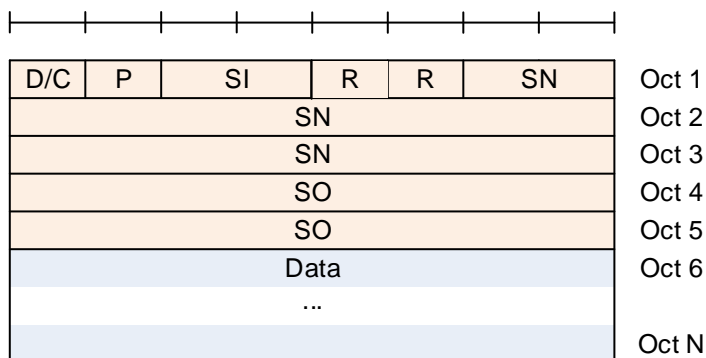 D/C P SI R R SN Oct 1
SN Oct 2
SN Oct 3
SO Oct 4
SO Oct 5
Data Oct 6
...
Oct N